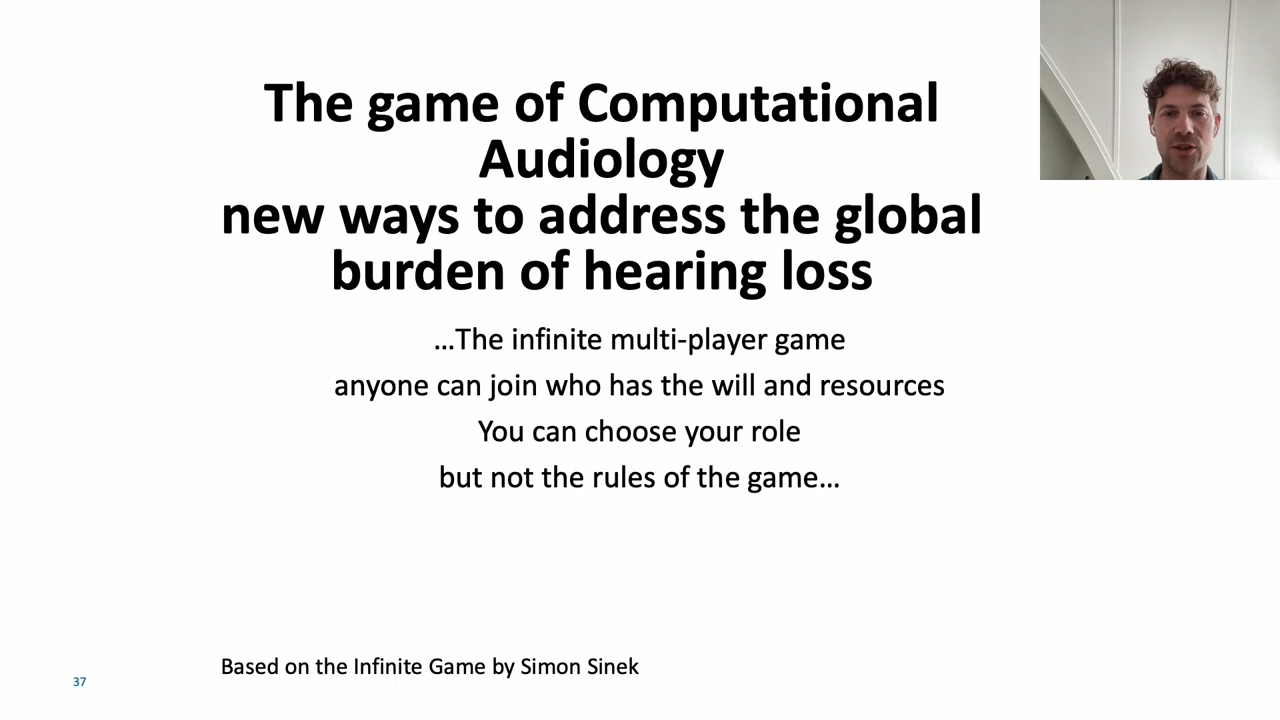 The game of Computational
Audiology
new ways to address the global
burden of hearing loss
...The infinite multi-player game
anyone can join who has the will and resources
You can choose your role
but not the rules of the game...
Based on the Infinite Game by Simon Sinek
37